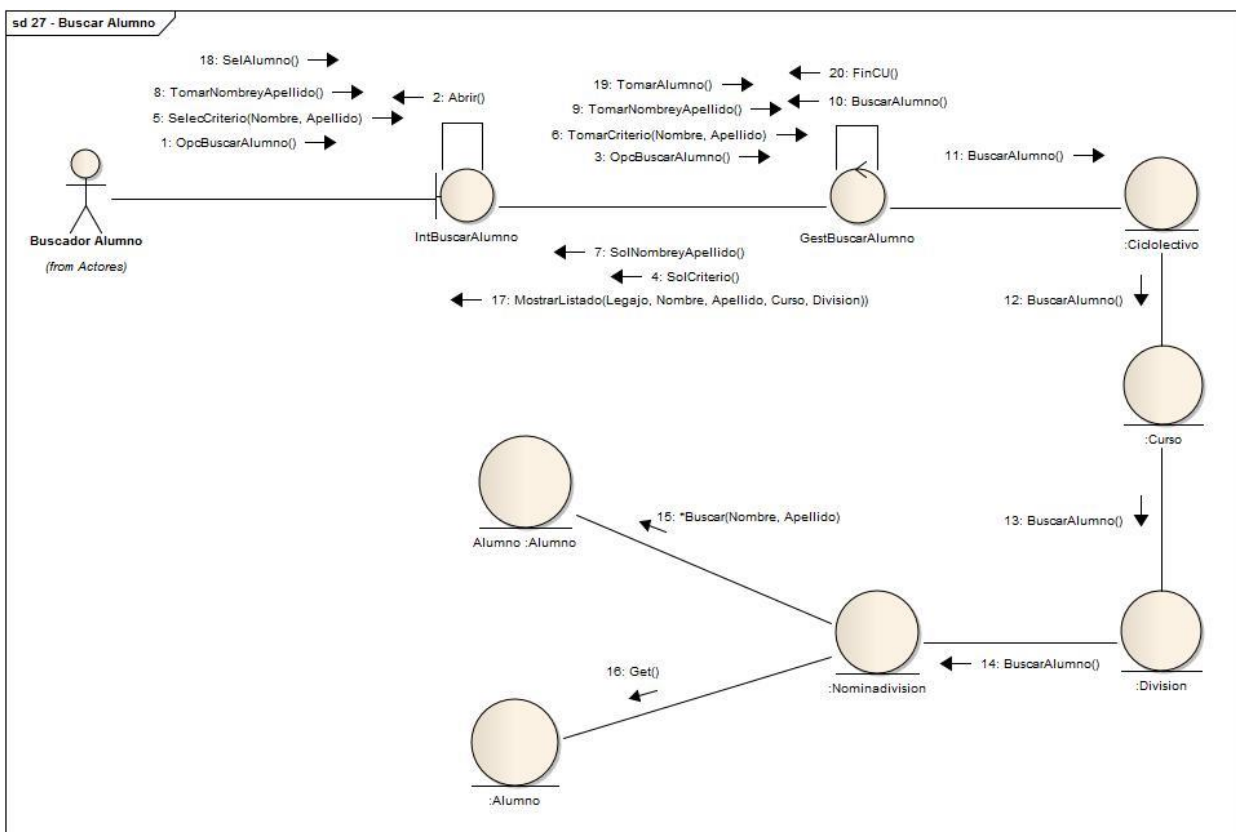 sd 27 - Buscar Alumno
18: SelAlumno()
8: TomarNombreyApellido()
5: SelecCriterio(Nombre, Apellido)
1: OpcBuscarAlumno()
2: Abrir()
19: TomarAlumno()
9: TomarNombreyApellido()
6: TomarCriterio(Nombre, Apellido)
3: OpcBuscarAlumno()
20: FinCU()
10: BuscarAlumno()
11: BuscarAlumno()
Buscador Alumno
(from Actores)
IntBuscarAlumno
GestBuscarAlumno
:Ciclolectivo
7: SolNombreyApellido()
4: SolCriterio()
17: MostrarListado(Legajo, Nombre, Apellido, Curso, Division))
12: BuscarAlumno()
:Curso
15: *Buscar(Nombre, Apellido)
13: BuscarAlumno()
Alumno :Alumno
16: Get()
14: BuscarAlumno()
:Nominadivision
:Division
:Alumno